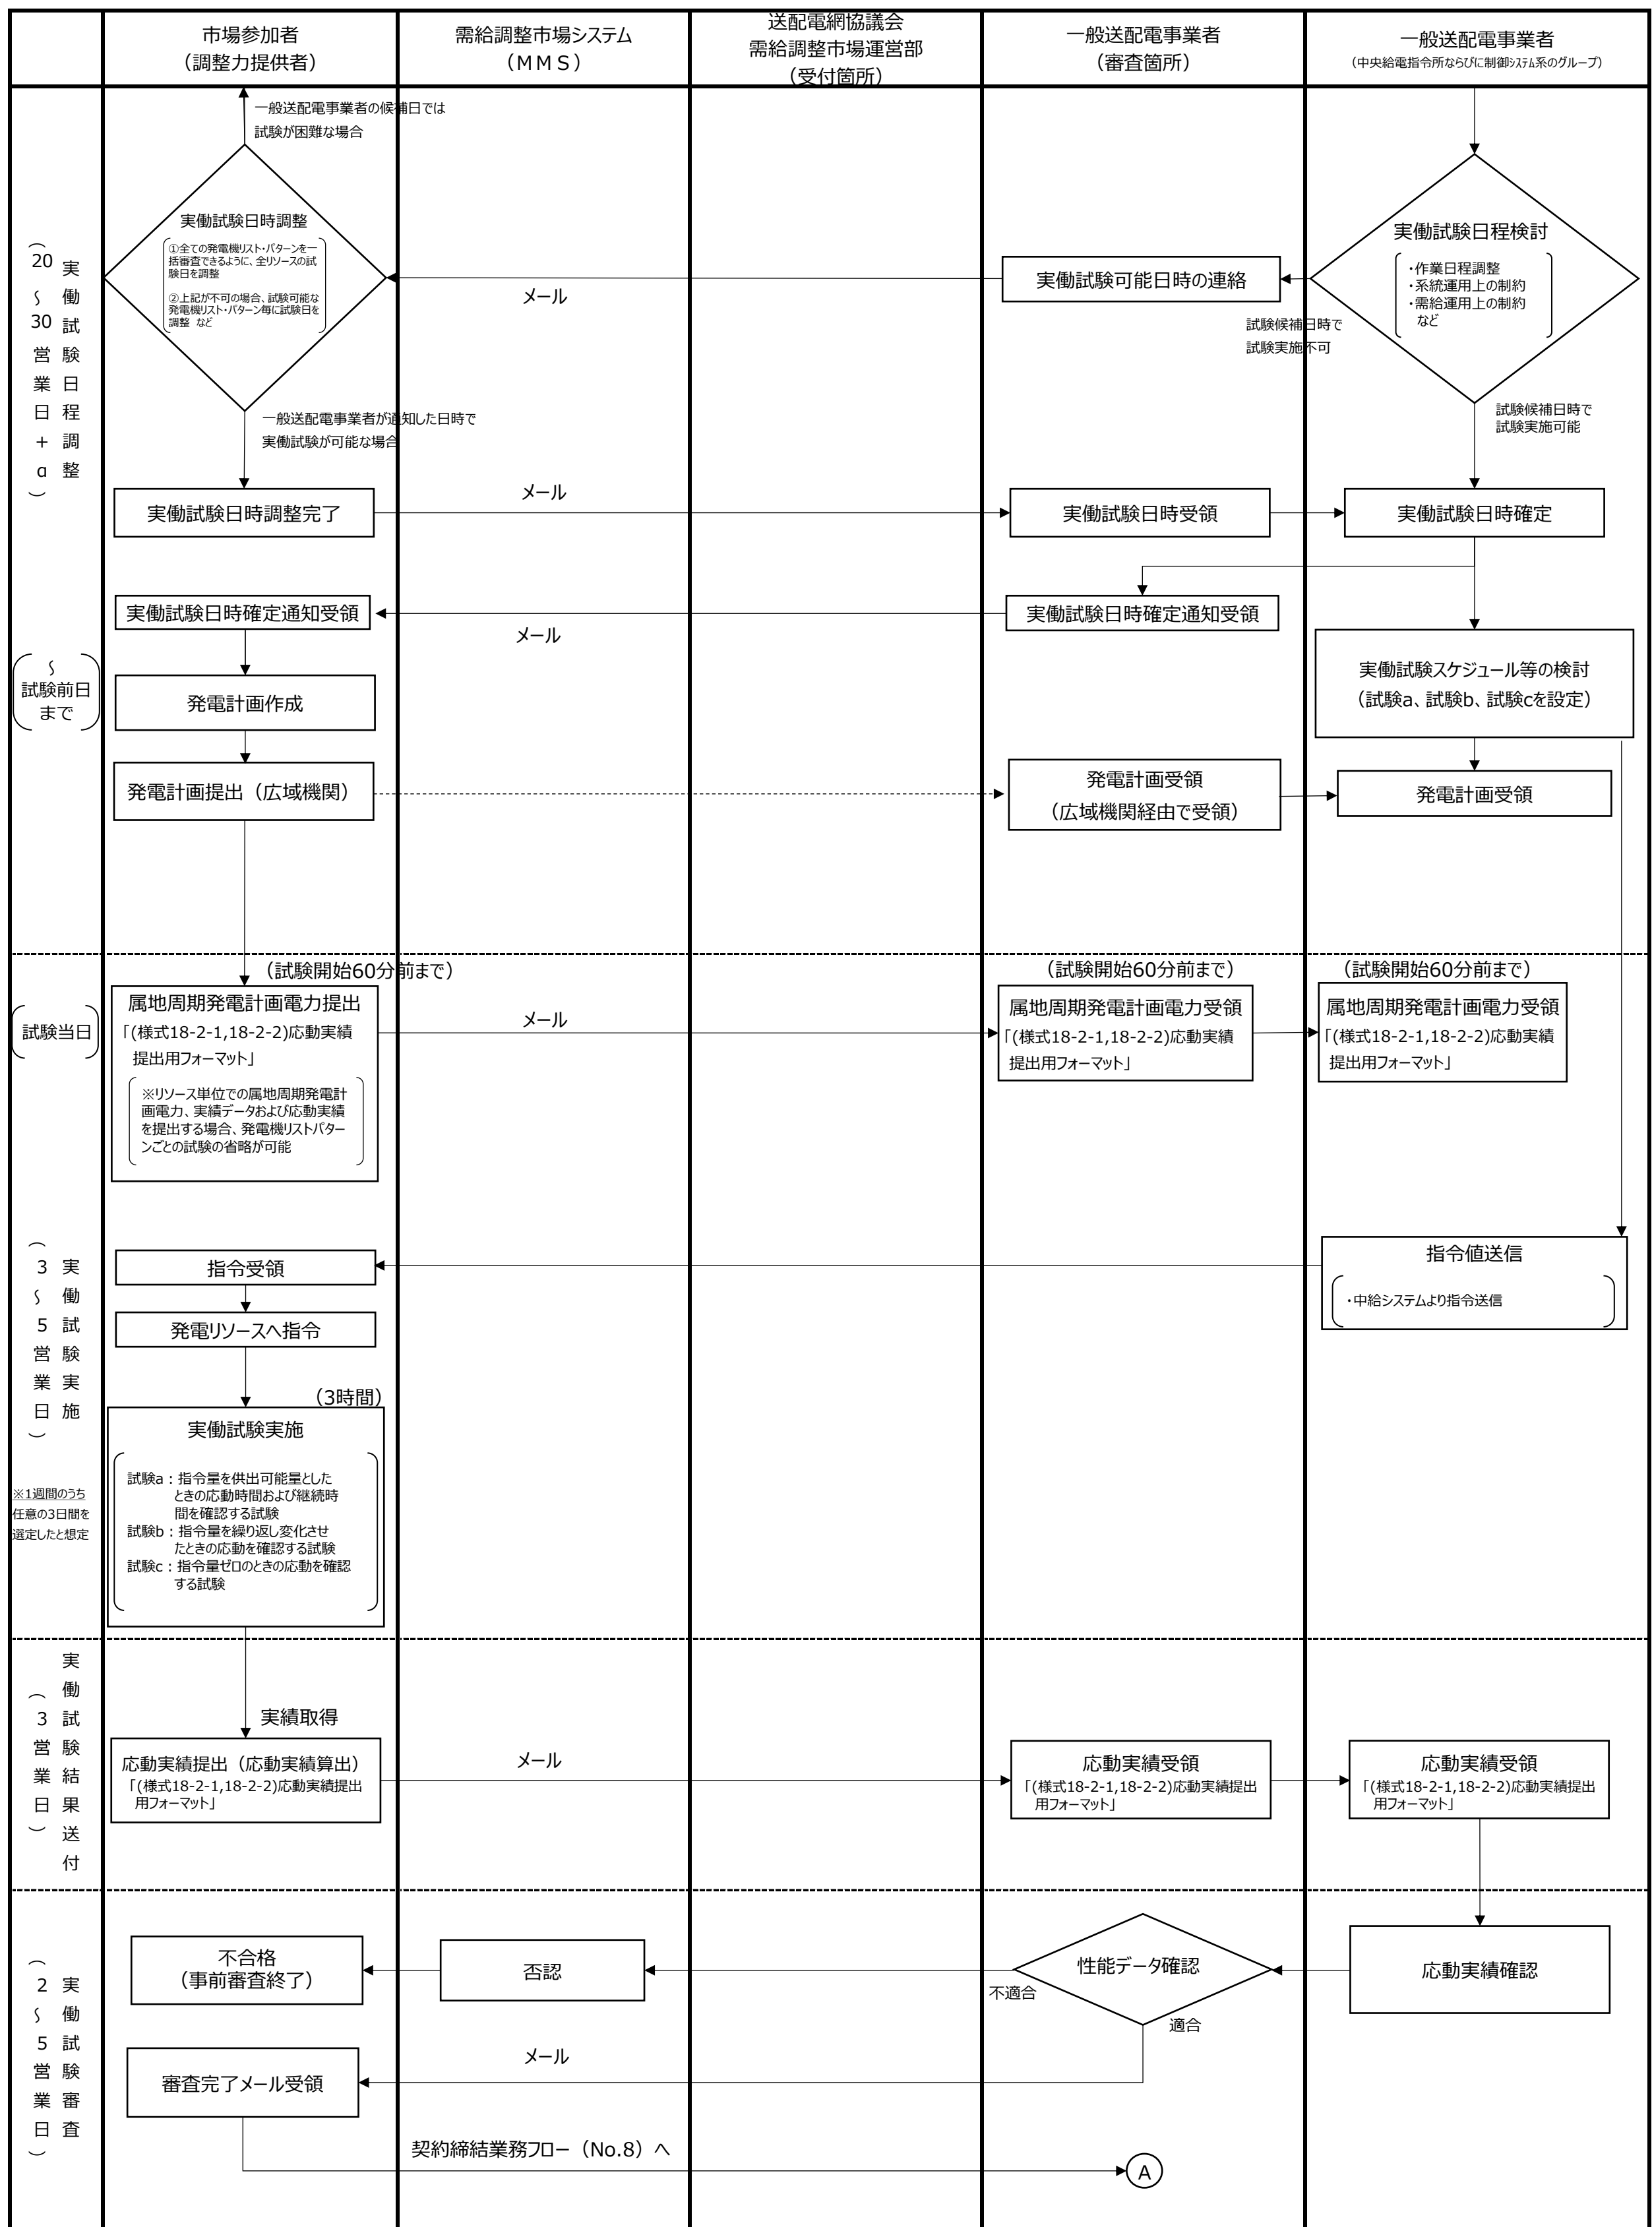 市場参加者
（調整力提供者）
需給調整市場システム
（ＭＭＳ）
送配電網協議会
需給調整市場運営部
（受付箇所）
一般送配電事業者
（審査箇所）
一般送配電事業者
（中央給電指令所ならびに制御ｼｽﾃﾑ系のグループ）
実働試験日程調整
（20～30営業日+α）
一般送配電事業者の候補日では
試験が困難な場合
実働試験日時調整
①全ての発電機リスト・パターンを一
括審査できるように、全リソースの試
験日を調整
②上記が不可の場合、試験可能な
発電機リスト・パターン毎に試験日を
調整 など
メール
実働試験可能日時の連絡
試験候補日時で
試験実施不可
実働試験日程検討
・作業日程調整
・系統運用上の制約
・需給運用上の制約
など
一般送配電事業者が通知した日時で
実働試験が可能な場合
試験候補日時で
試験実施可能
実働試験日時調整完了
メール
実働試験日時受領
実働試験日時確定
実働試験日時確定通知受領
メール
実働試験日時確定通知受領
～
試験前日
まで
発電計画作成
実働試験スケジュール等の検討
（試験a、試験b、試験cを設定）
発電計画提出（広域機関）
発電計画受領
（広域機関経由で受領）
発電計画受領
（試験開始60分前まで）
（試験開始60分前まで）
（試験開始60分前まで）
試験当日
属地周期発電計画電力提出
「(様式18-2-1,18-2-2)応動実績
提出用フォーマット」
※リソース単位での属地周期発電計
画電力、実績データおよび応動実績
を提出する場合、発電機リストパター
ンごとの試験の省略が可能
メール
属地周期発電計画電力受領
「(様式18-2-1,18-2-2)応動実績
提出用フォーマット」
属地周期発電計画電力受領
「(様式18-2-1,18-2-2)応動実績
提出用フォーマット」
実働試験実施
（3～5営業日）
※1週間のうち
任意の3日間を
選定したと想定
指令受領
指令値送信
・中給システムより指令送信
発電リソースへ指令
（3時間）
実働試験実施
試験a：指令量を供出可能量とした
ときの応動時間および継続時
間を確認する試験
試験b：指令量を繰り返し変化させ
たときの応動を確認する試験
試験c：指令量ゼロのときの応動を確認
する試験
実働試験結果送付
（3営業日）
実績取得
応動実績提出（応動実績算出）
「(様式18-2-1,18-2-2)応動実績提出
用フォーマット」
メール
応動実績受領
「(様式18-2-1,18-2-2)応動実績提出
用フォーマット」
応動実績受領
「(様式18-2-1,18-2-2)応動実績提出
用フォーマット」
実働試験審査
（2～5営業日）
不合格
（事前審査終了）
否認
性能データ確認
不適合
適合
応動実績確認
メール
審査完了メール受領
契約締結業務フロー（No.8）へ
A